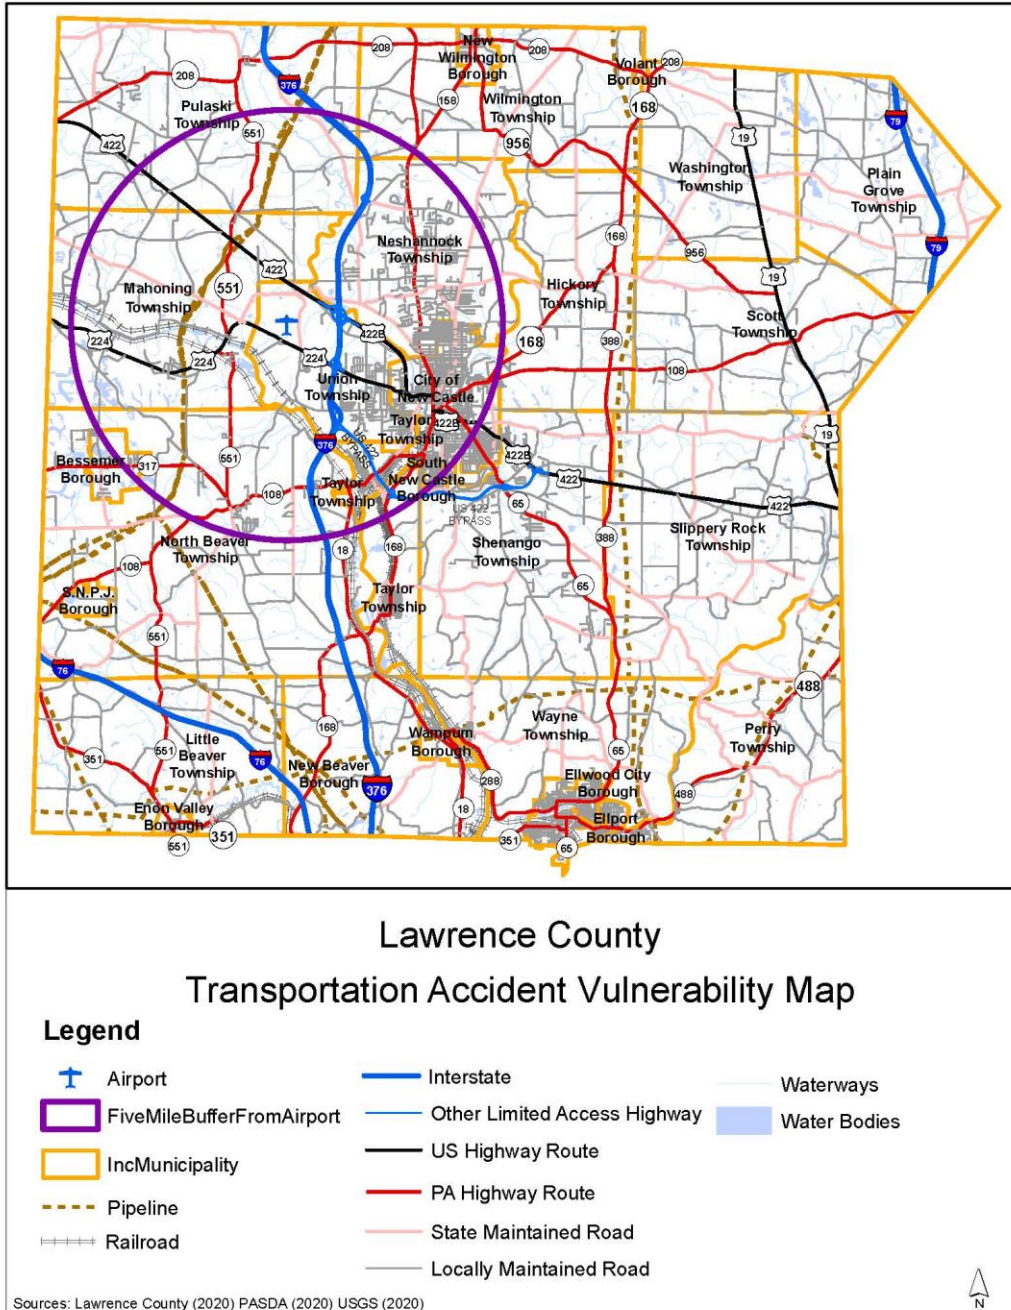 208
New
Wilmington
Borough
208
Volant
Borough
208
376
208
Pulaski
Township
158
Wilmington
Township
168
79
422
551
956
19
Washington
Township
Plain
Grove
Township
168
79
Neshannock
Township
956
422
551
Mahoning
Township
Hickory
Township
19
Scott
Township
224
422B
168
388
224
224
Union
Township
City of
New Castle
108
Taylor
Township
422B
376
US 422
BYPASS
422B
19
Bessemer
Borough
317
551
South
New Castle
Borough
422
108
Taylor
Township
65
422
US 422
BYPASS
North Beaver
Township
18
168
Shenango
Township
388
Slippery Rock
Township
108
S.N.P.J.
Borough
Taylor
Township
65
551
76
488
168
Wayne
Township
Perry
Township
351
551
Little
Beaver
Township
76
Wampum
Borough
65
New Beaver
Borough
376
288
Ellwood City
Borough
488
Enon Valley
Borough
18
Ellport
Borough
551
351
351
65
Lawrence County
Transportation Accident Vulnerability Map
Legend
Airport
FiveMileBufferFromAirport
IncMunicipality
Pipeline
Railroad
Interstate
Other Limited Access Highway
US Highway Route
PA Highway Route
State Maintained Road
Locally Maintained Road
Waterways
Water Bodies
Sources: Lawrence County (2020) PASDA (2020) USGS (2020)
N